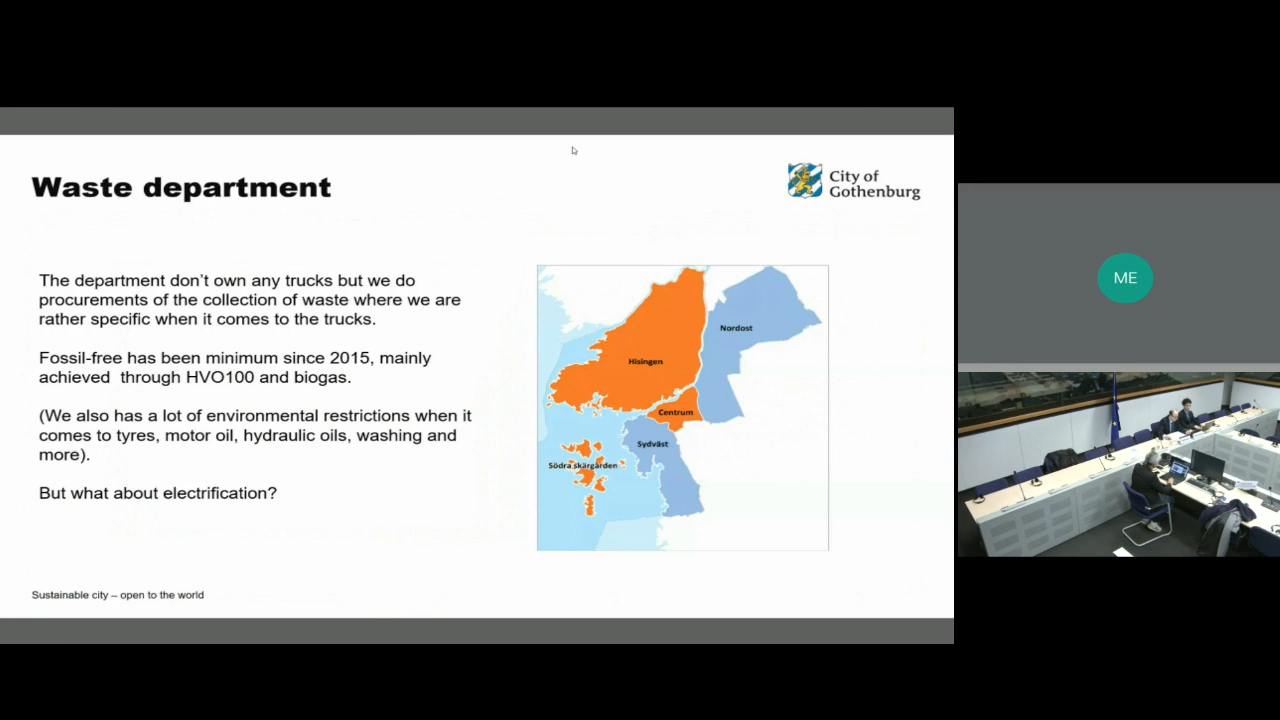 Waste department
City of
Gothenburg
The department don't own any trucks but we do
procurements of the collection of waste where we are
rather specific when it comes to the trucks.
Fossil-free has been minimum since 2015, mainly
achieved  through HVO100 and biogas.
(We also has a lot of environmental restrictions when it
comes to tyres, motor oil, hydraulic oils, washing and
more).
But what about electrification?
Nordost
Hisingen
Centrum
Sydväst
Södra skärgården
Sustainable city – open to the world
ME